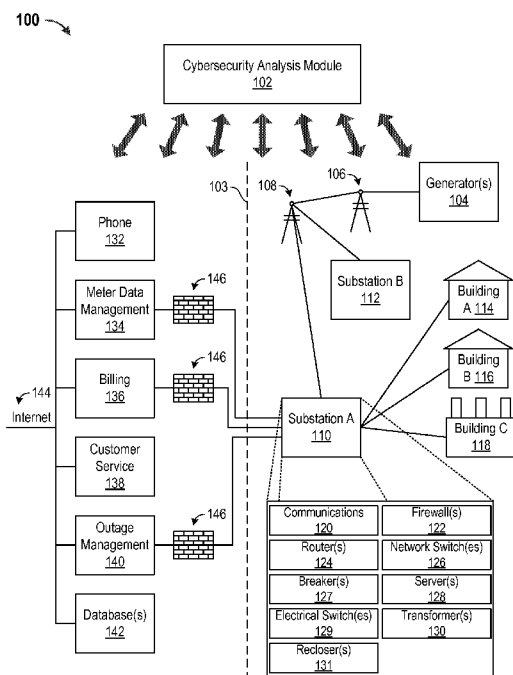 100
Cybersecurity Analysis Module
102
103
108
106
Generator(s)
104
Phone
132
146
Meter Data
Management
134
Substation B
112
Building
A 114
144
Internet
146
Billing
136
Building
B 116
Substation A
110
Building C
118
Customer
Service
138
146
Outage
Management
140
Database(s)
142
Communications
120
Firewall(s)
122
Router(s)
124
Network Switch(es)
126
Breaker(s)
127
Server(s)
128
Electrical Switch(es)
129
Transformer(s)
130
Recloser(s)
131